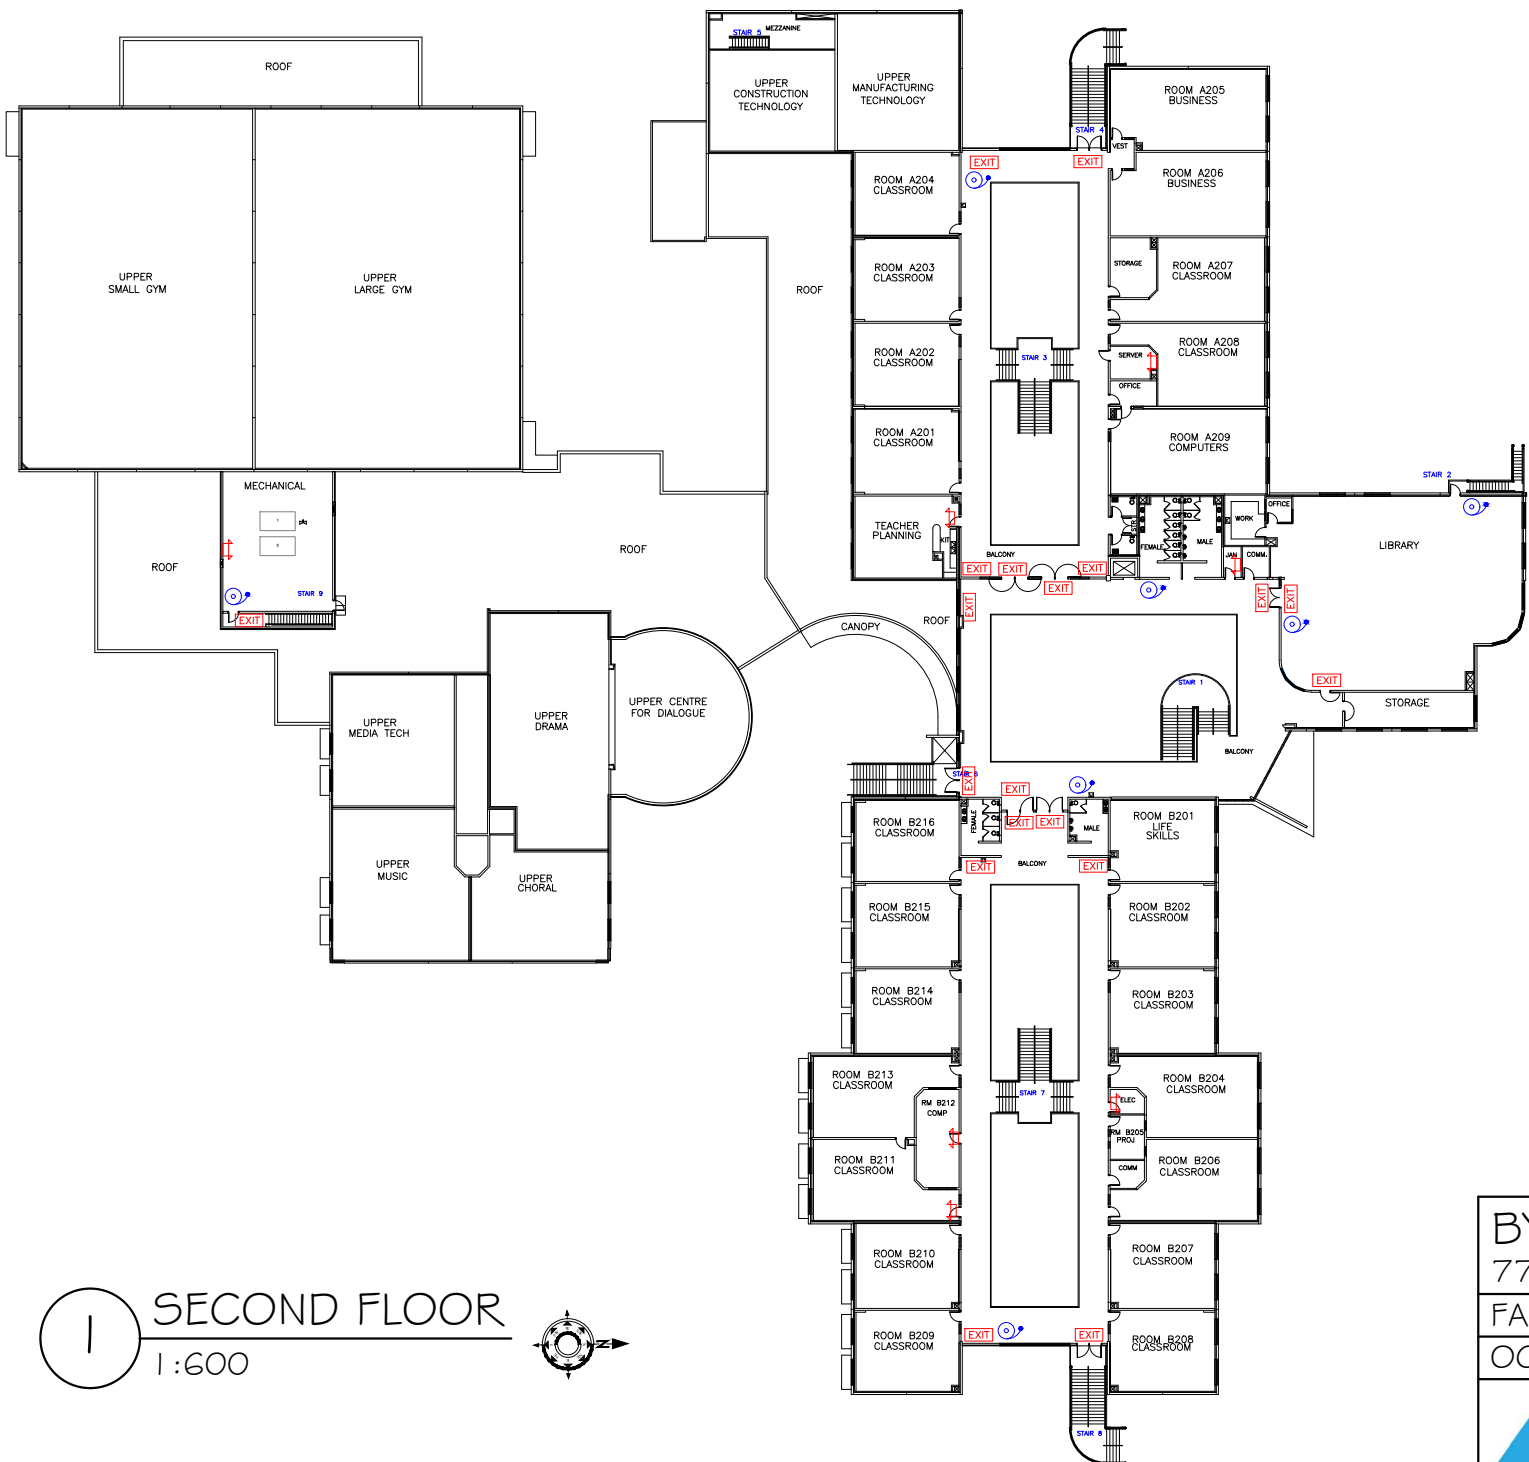 ROOF
UPPER
SMALL GYM
UPPER
LARGE GYM
STAIR 5
MEZZANINE
UPPER
CONSTRUCTION
TECHNOLOGY
UPPER
MANUFACTURING
TECHNOLOGY
STAIR 4
EXIT
EXIT
VEST
ROOM A205
BUSINESS
ROOM A204
CLASSROOM
ROOM A206
BUSINESS
ROOF
ROOM A203
CLASSROOM
STORAGE
ROOM A207
CLASSROOM
ROOM A202
CLASSROOM
STAIR 3
SERVER
ROOM A208
CLASSROOM
OFFICE
ROOM A201
CLASSROOM
ROOM A209
COMPUTERS
STAIR 2
MECHANICAL
ROOF
STAIR 9
EXIT
ROOF
TEACHER
PLANNING
KIT
BALCONY
STR
FEMALE
MALE
WORK
OFFICE
JAN
COMM.
LIBRARY
EXIT
EXIT
EXIT
EXIT
EXIT
EXIT
EXIT
ROOF
CANOPY
EXIT
STORAGE
STAIR 1
BALCONY
UPPER
MEDIA TECH
UPPER
DRAMA
UPPER CENTRE
FOR DIALOGUE
STAIR 6
EXIT
EXIT
EXIT
EXIT
FEMALE
MALE
EXIT
BALCONY
EXIT
ROOM B216
CLASSROOM
ROOM B201
LIFE
SKILLS
UPPER
MUSIC
UPPER
CHORAL
ROOM B215
CLASSROOM
ROOM B202
CLASSROOM
ROOM B214
CLASSROOM
ROOM B203
CLASSROOM
ROOM B213
CLASSROOM
RM B212
COMP
STAIR 7
ELEC
ROOM B204
CLASSROOM
RM B205
PROJ
ROOM B211
CLASSROOM
COMM
ROOM B206
CLASSROOM
ROOM B210
CLASSROOM
ROOM B207
CLASSROOM
ROOM B209
CLASSROOM
EXIT
EXIT
ROOM B208
CLASSROOM
STAIR 8
1
SECOND FLOOR
1:600
N
BY
77
FA